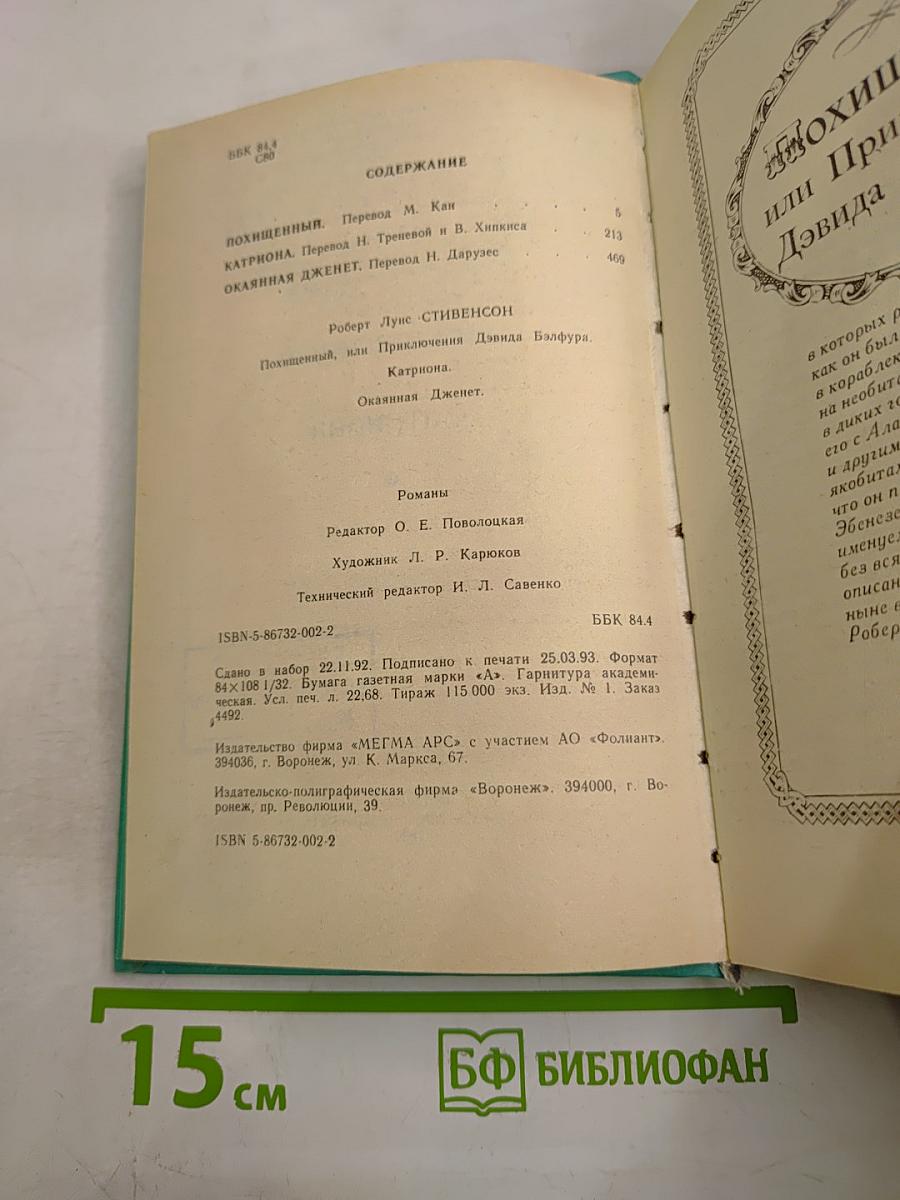 ББК 84.4
С80
СОДЕРЖАНИЕ
ПОХИЩЕННЫЙ. Перевод М. Кан . . . . 5
КАТРИОНА. Перевод Н. Треневой и В. Хипкиса . . 213
ОКАЯННАЯ ДЖЕНЕТ. Перевод Н. Дарузес . . . 469
Роберт Луис СТИВЕНСОН
Похищенный, или Приключения Дэвида Бэлфура.
Катриона.
Окаянная Дженет.
Романы
Редактор О. Е. Поволоцкая
Художник Л. Р. Карюков
Технический редактор И. Л. Савенко
ISBN-5-86732-002-2
ББК 84.4
Сдано в набор 22.11.92. Подписано к печати 25.03.93. Формат
84×108 1/32. Бумага газетная марки «А». Гарнитура академи-
ческая. Усл. печ. л. 22,68. Тираж 115 000 экз. Изд. № 1. Заказ
4492.
Издательство фирма «МЕГМА АРС» с участием АО «Фолиант».
394036, г. Воронеж, ул. К. Маркса, 67.
Издательско-полиграфическая фирма «Воронеж». 394000, г. Во-
ронеж, пр. Революции, 39.
ISBN 5-86732-002-2
Похищ
или При
Дэвида
в которых р
как он был
в кораблек
на необита
в диких го
его с Ала
и другим
якобитах
что он п
Эбенезе
именуе
без вся
описан
ныне в
Робер
15 см
БФ БИБЛИОФАН